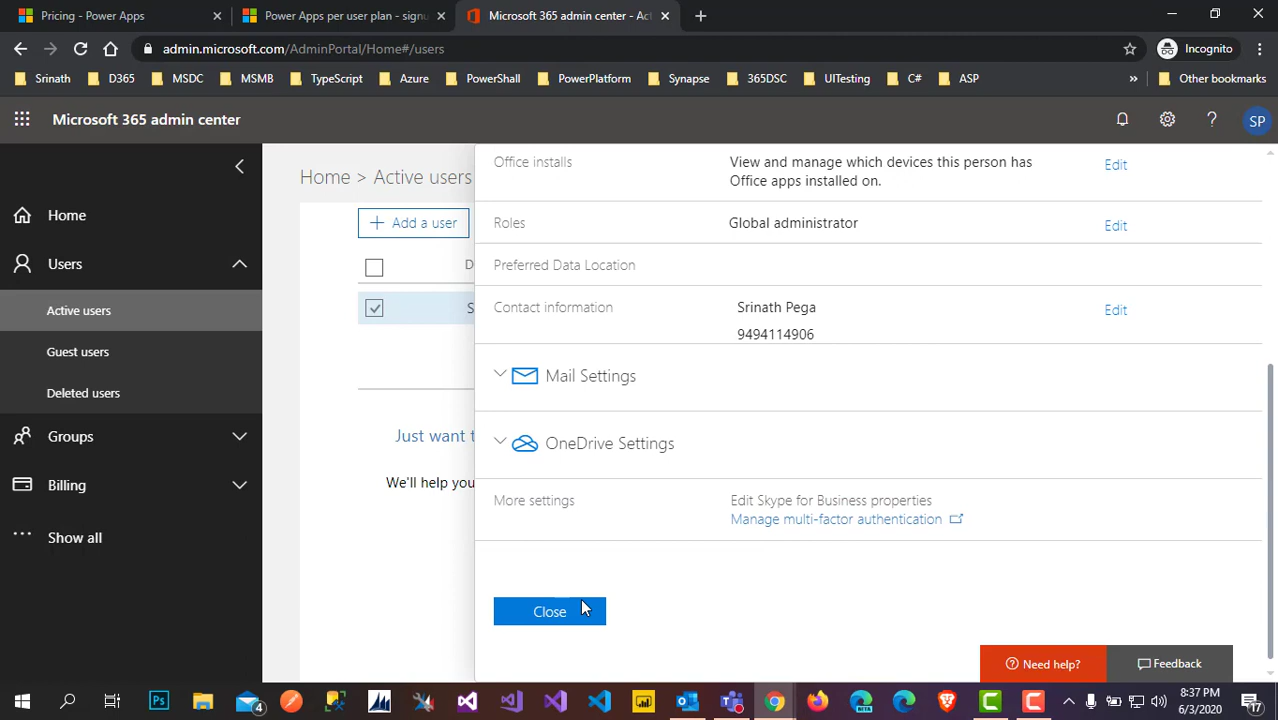 Pricing - Power Apps
Power Apps per user plan - signu
Microsoft 365 admin center - Act
admin.microsoft.com/AdminPortal/Home#/users
Incognito
Srinath
D365
MSDC
MSMB
TypeScript
Azure
PowerShall
PowerPlatform
Synapse
365DSC
UITesting
C#
ASP
»
Other bookmarks
Microsoft 365 admin center
?
SP
Home
Users
Active users
Guest users
Deleted users
Groups
Billing
Show all
Home > Active users
+ Add a user
D
S
Just want t
We'll help you
Office installs
View and manage which devices this person has
Office apps installed on.
Edit
Roles
Global administrator
Edit
Preferred Data Location
Contact information
Srinath Pega
9494114906
Edit
Mail Settings
OneDrive Settings
More settings
Edit Skype for Business properties
Manage multi-factor authentication
Close
Need help?
Feedback
Ps
4
BETA
8:37 PM
6/3/2020
17